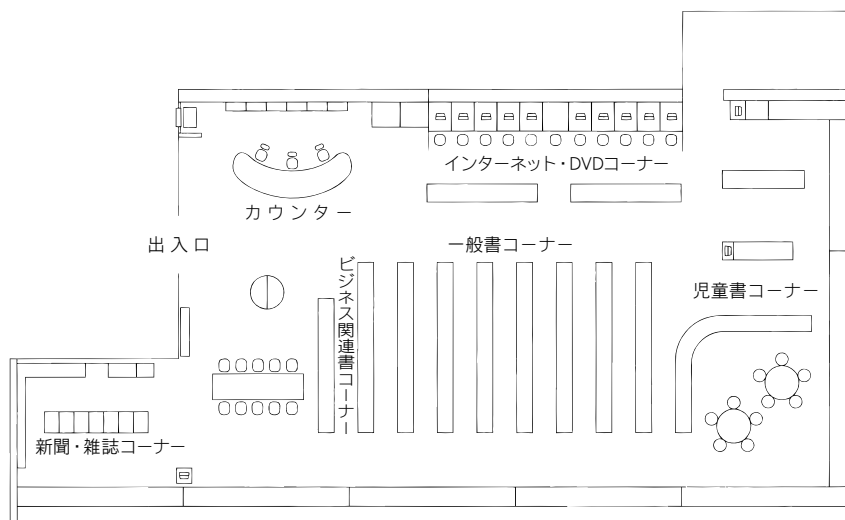 インターネット・DVDコーナー
カウンター
出入口
一般書コーナー
ビジネス関連書コーナー
児童書コーナー
新聞・雑誌コーナー